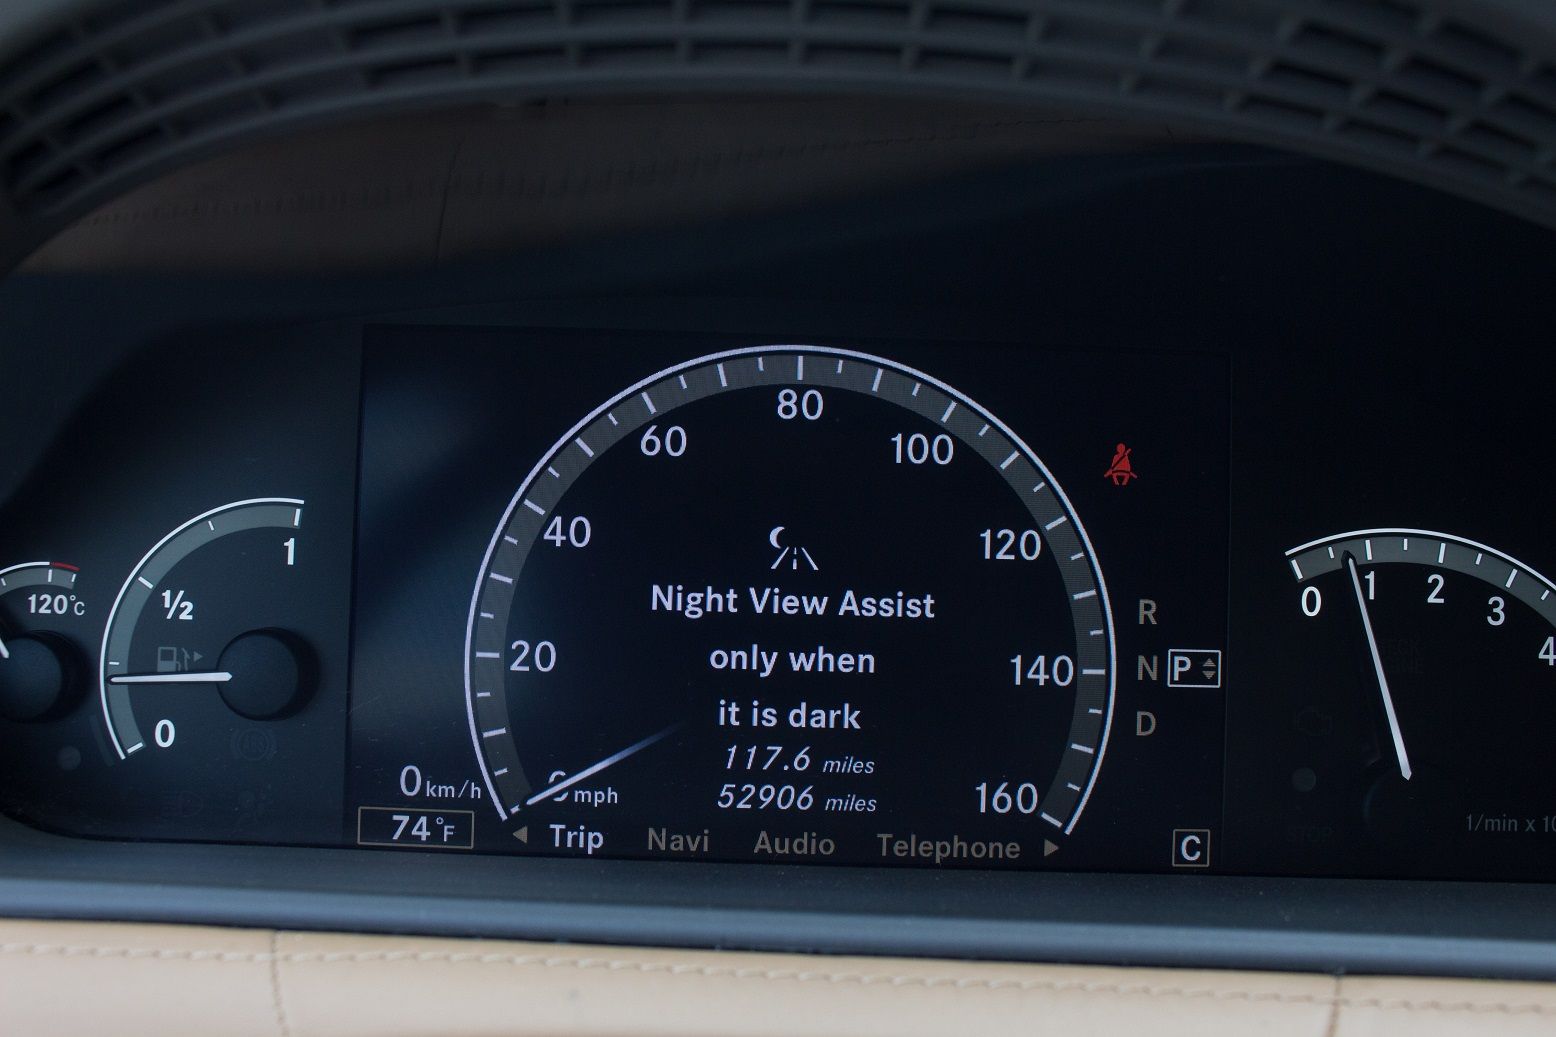 80
60
100
40
120
1
½
120°C
20
140
0
160
Night View Assist
only when
it is dark
117.6 miles
52906 miles
0 km/h
mph
74°F
Trip Navi Audio Telephone
R
N P
D
C
0 1 2 3 4
1/min x